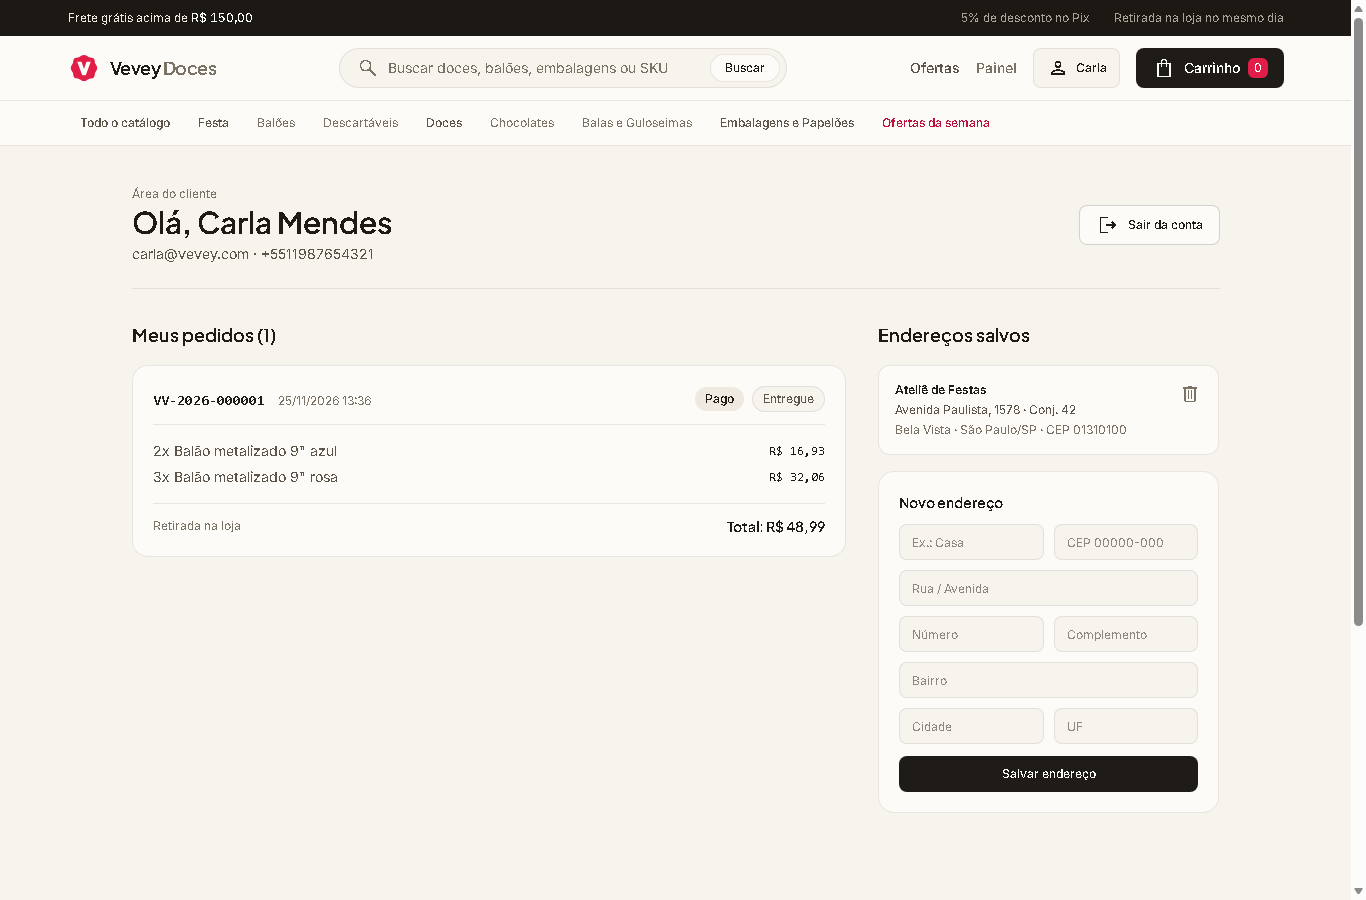 Frete grátis acima de R$ 150,00
5% de desconto no Pix
Retirada na loja no mesmo dia
V VeveyDoces
Buscar doces, balões, embalagens ou SKU
Buscar
Ofertas
Painel
Carla
Carrinho 0
Todo o catálogo
Festa
Balões
Descartáveis
Doces
Chocolates
Balas e Guloseimas
Embalagens e Papelões
Ofertas da semana
Área do cliente
Olá, Carla Mendes
carla@vevey.com · +5511987654321
Sair da conta
Meus pedidos (1)
VV-2026-000001 25/11/2026 13:36
Pago
Entregue
2x Balão metalizado 9" azul R$ 16,93
3x Balão metalizado 9" rosa R$ 32,06
Retirada na loja
Total: R$ 48,99
Endereços salvos
Ateliê de Festas
Avenida Paulista, 1578 · Conj. 42
Bela Vista · São Paulo/SP · CEP 01310100
Novo endereço
Ex.: Casa
CEP 00000-000
Rua / Avenida
Número
Complemento
Bairro
Cidade
UF
Salvar endereço